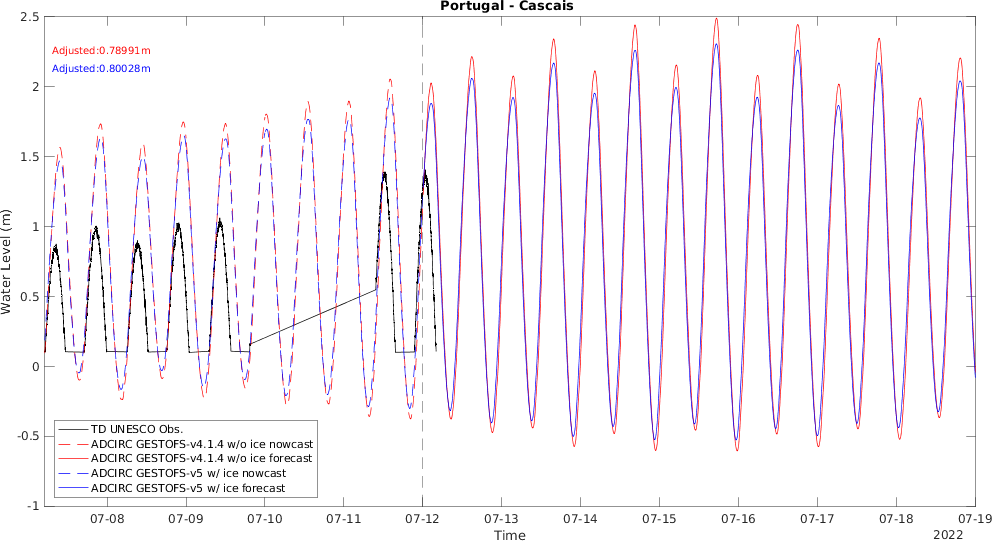 Portugal - Cascais
2.5
2
1.5
1
0.5
0
-0.5
-1
Water Level (m)
Adjusted:0.78991m
Adjusted:0.80028m
TD UNESCO Obs.
ADCIRC GESTOFS-v4.1.4 w/o ice nowcast
ADCIRC GESTOFS-v4.1.4 w/o ice forecast
ADCIRC GESTOFS-v5 w/ ice nowcast
ADCIRC GESTOFS-v5 w/ ice forecast
07-08 07-09 07-10 07-11 07-12 07-13 07-14 07-15 07-16 07-17 07-18 07-19
Time
2022